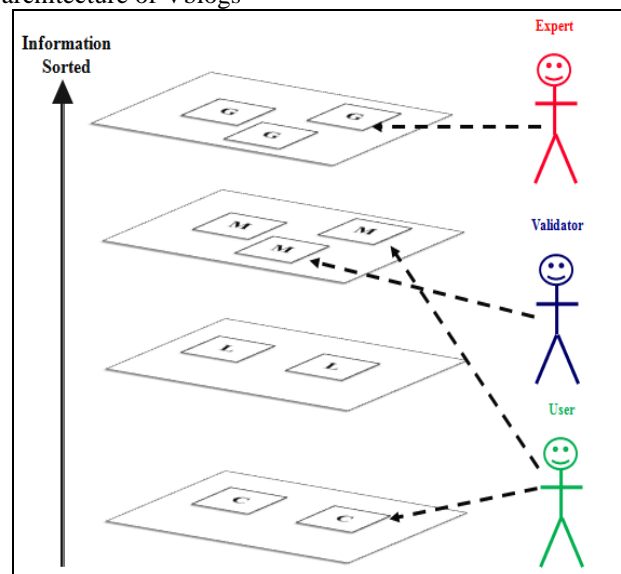 architecture of Vblogs
Information
Sorted
Expert
G
G
G
Validator
M
M
M
L
L
User
C
C